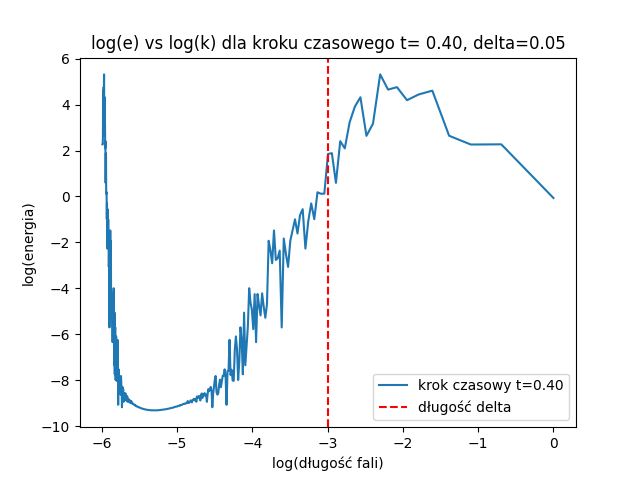 log(e) vs log(k) dla kroku czasowego t= 0.40, delta=0.05
6
4
2
0
−2
−4
−6
−8
−10
log(energia)
krok czasowy t=0.40
długość delta
−6 −5 −4 −3 −2 −1 0
log(długość fali)